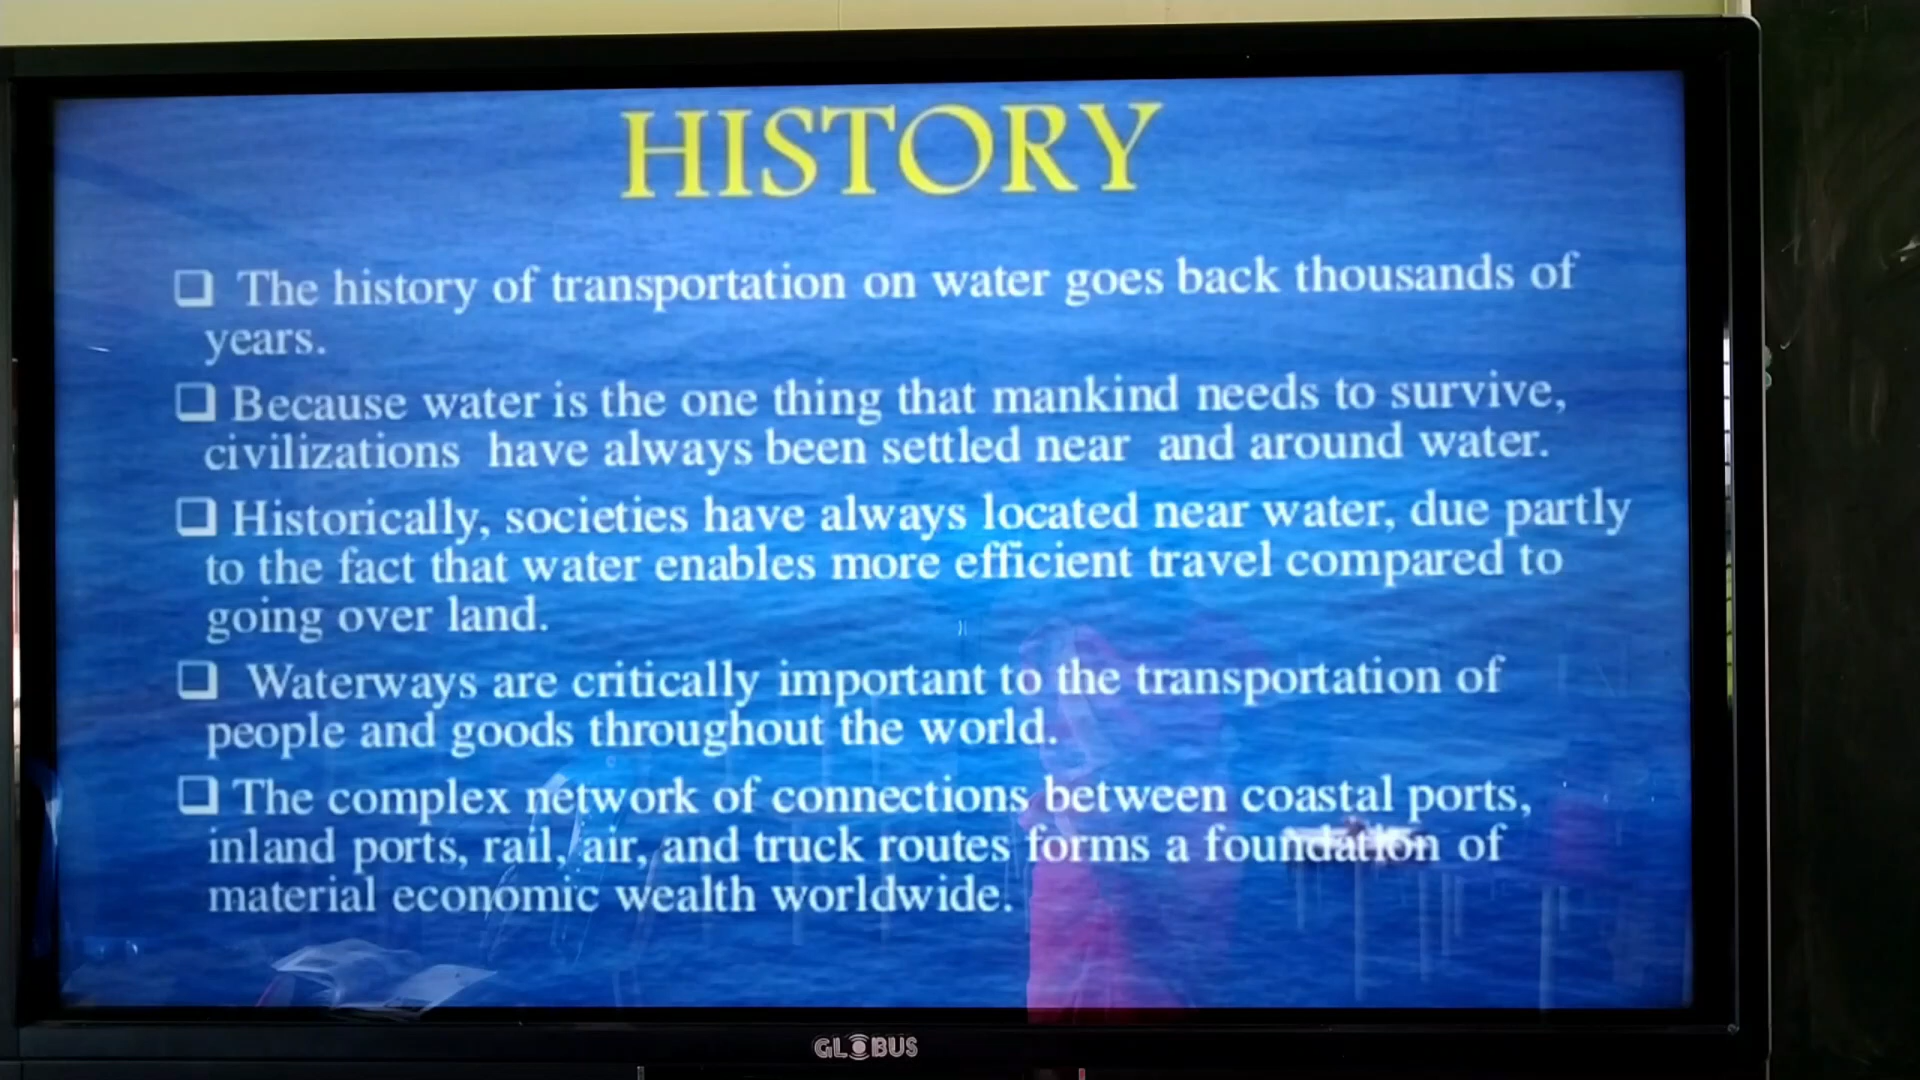 HISTORY
❑ The history of transportation on water goes back thousands of
years.
❑ Because water is the one thing that mankind needs to survive,
civilizations have always been settled near and around water.
❑ Historically, societies have always located near water, due partly
to the fact that water enables more efficient travel compared to
going over land.
❑ Waterways are critically important to the transportation of
people and goods throughout the world.
❑ The complex network of connections between coastal ports,
inland ports, rail, air, and truck routes forms a foundation of
material economic wealth worldwide.
GLOBUS